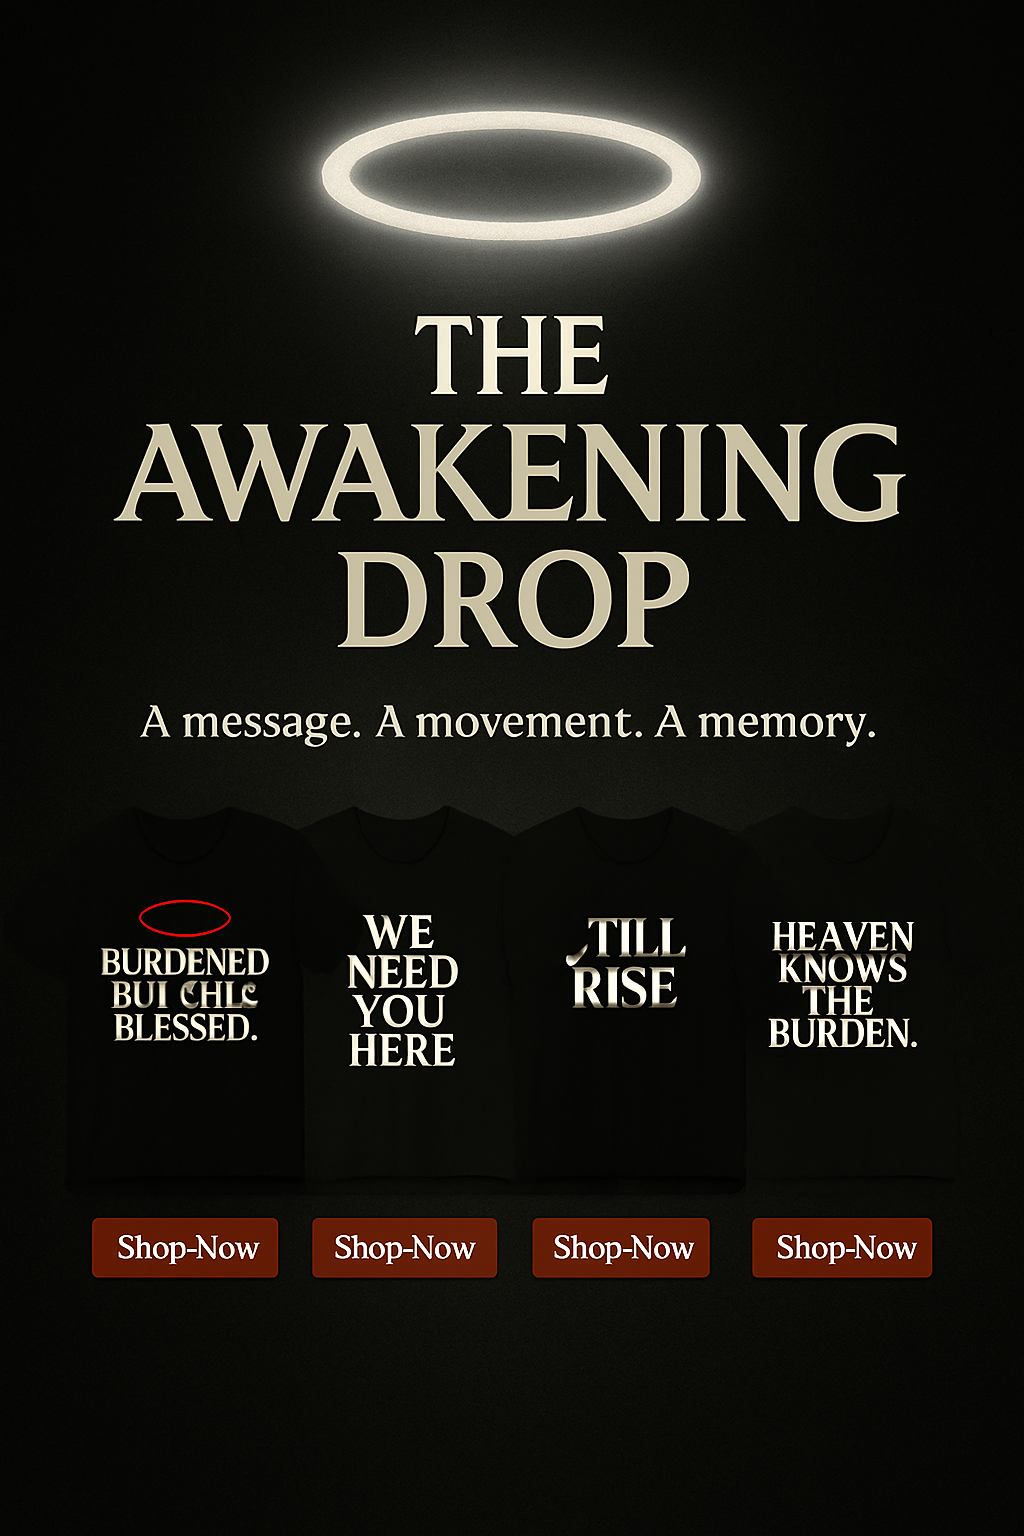 THE
AWAKENING
DROP
A message. A movement. A memory.
BURDENED
BUI
BLESSED.
WE
NEED
YOU
HERE
TILL
RISE
HEAVEN
KNOWS
THE
BURDEN.
Shop-Now
Shop-Now
Shop-Now
Shop-Now